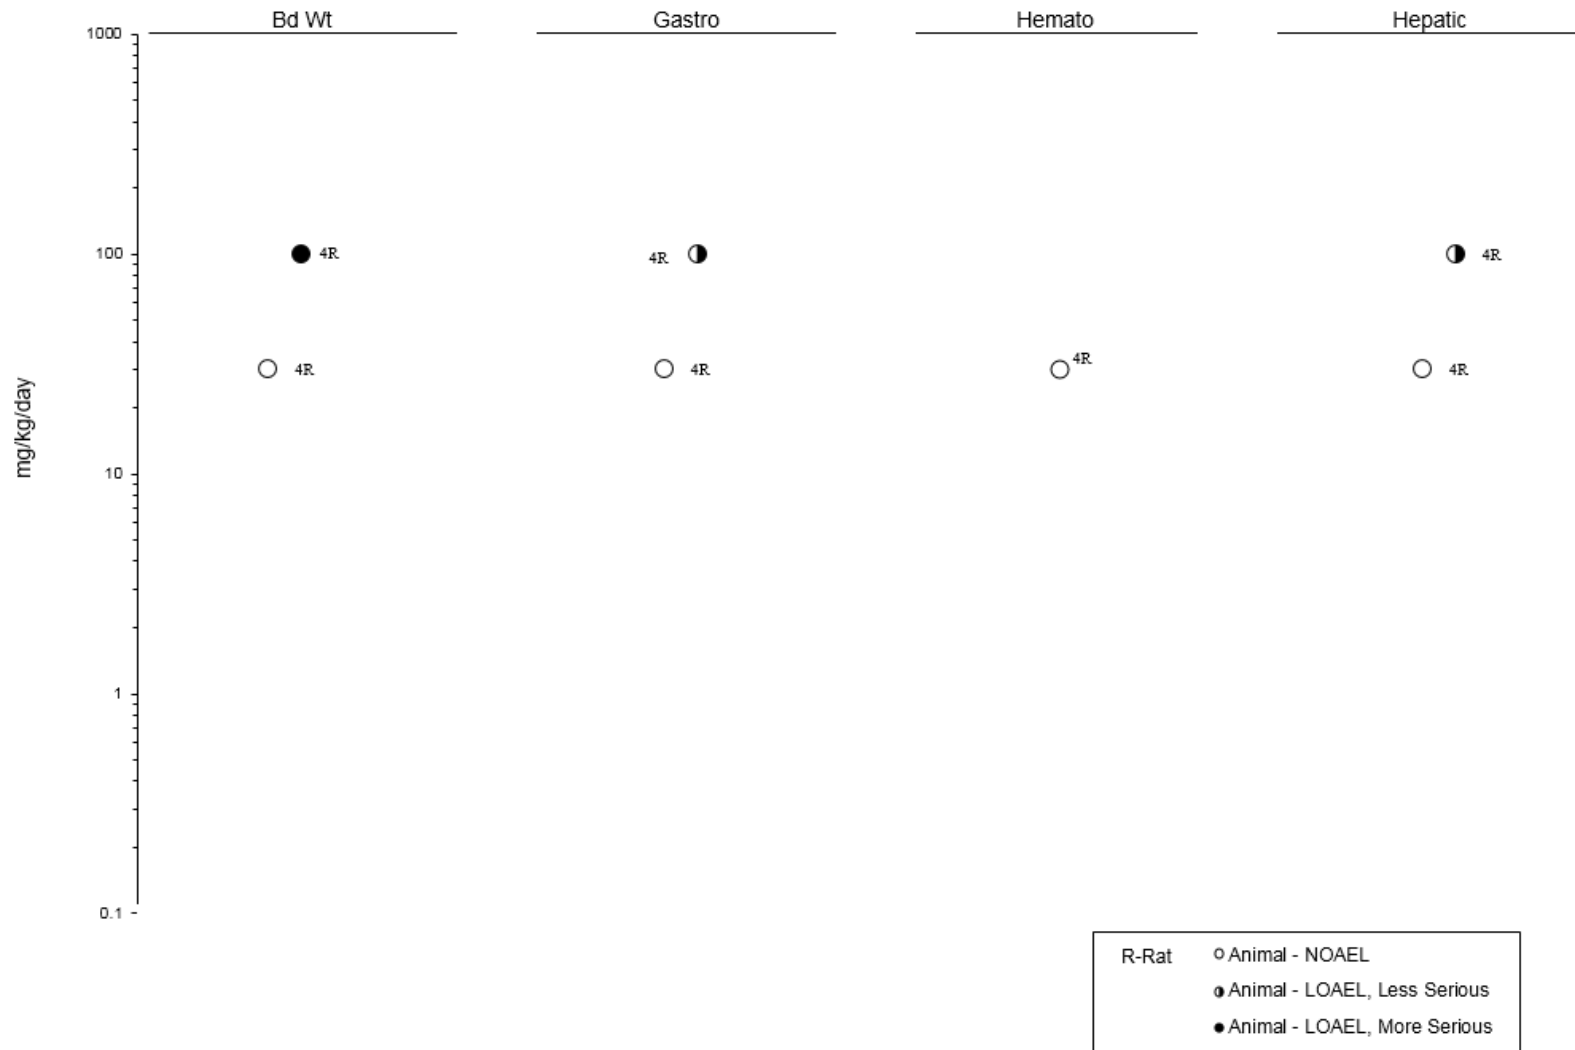 Bd Wt Gastro Hemato Hepatic
1000
100
4R 4R 4R
4R 4R 4R 4R
mg/kg/day
10
1
0.1
R-Rat Animal - NOAEL
Animal - LOAEL, Less Serious
Animal - LOAEL, More Serious